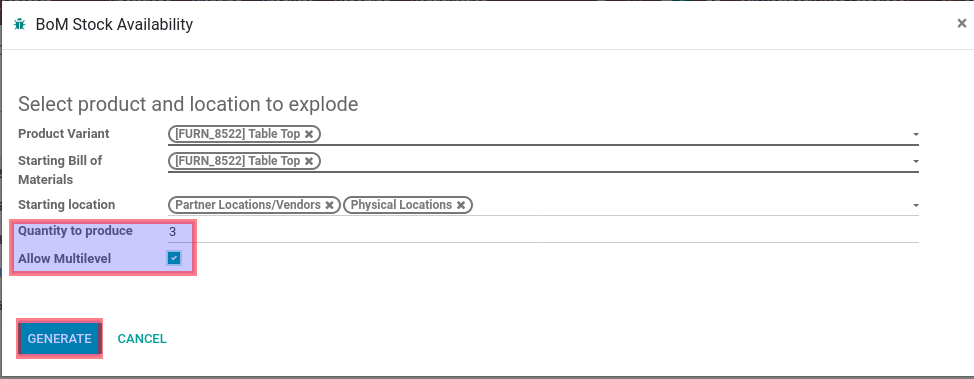 BoM Stock Availability ×
Select product and location to explode
Product Variant [FURN_8522] Table Top ×
Starting Bill of Materials [FURN_8522] Table Top ×
Starting location Partner Locations/Vendors × Physical Locations ×
Quantity to produce 3
Allow Multilevel
GENERATE CANCEL